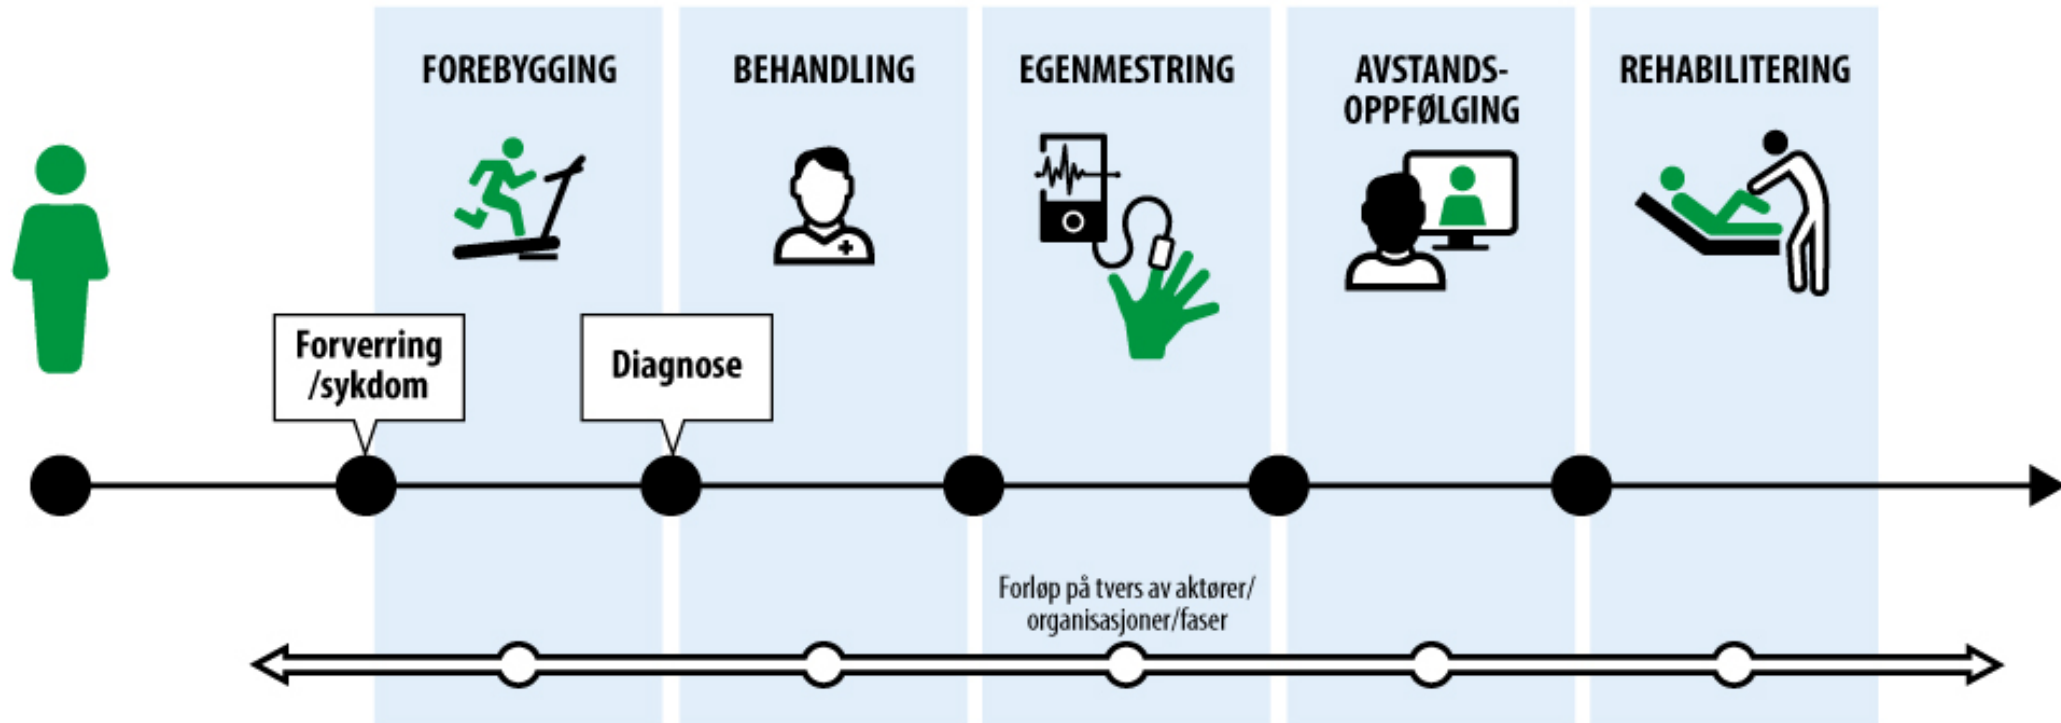 FOREBYGGING
BEHANDLING
EGENMESTRING
AVSTANDS-
OPPFØLGING
REHABILITERING
Forverring
/sykdom
Diagnose
Forløp på tvers av aktører/
organisasjoner/faser